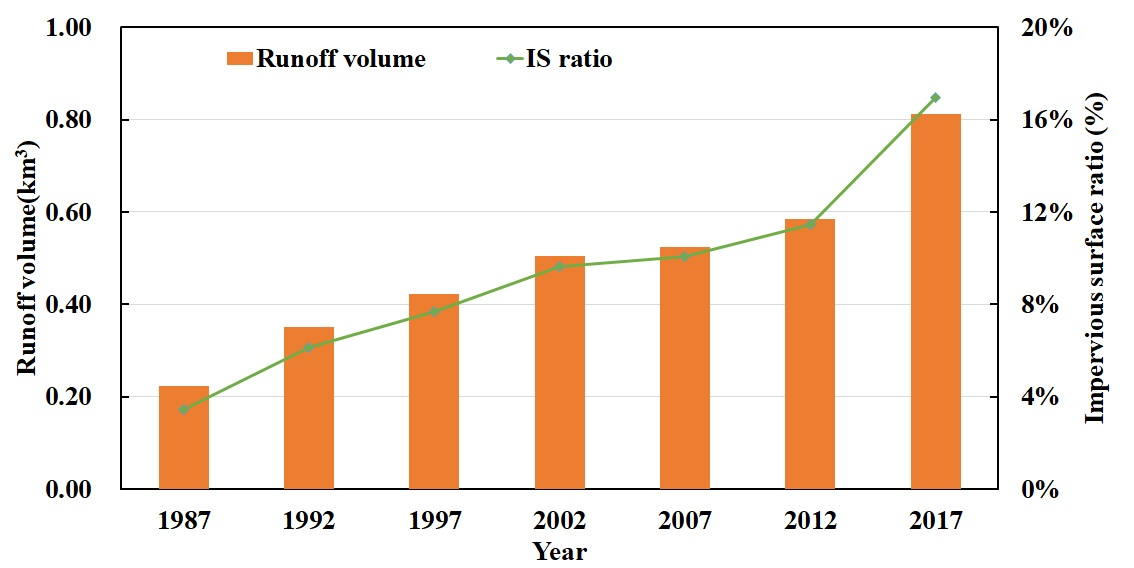 Runoff volume
IS ratio
Runoff volume(km³)
1.00
0.80
0.60
0.40
0.20
0.00
Impervious surface ratio (%)
20%
16%
12%
8%
4%
0%
1987 1992 1997 2002 2007 2012 2017
Year